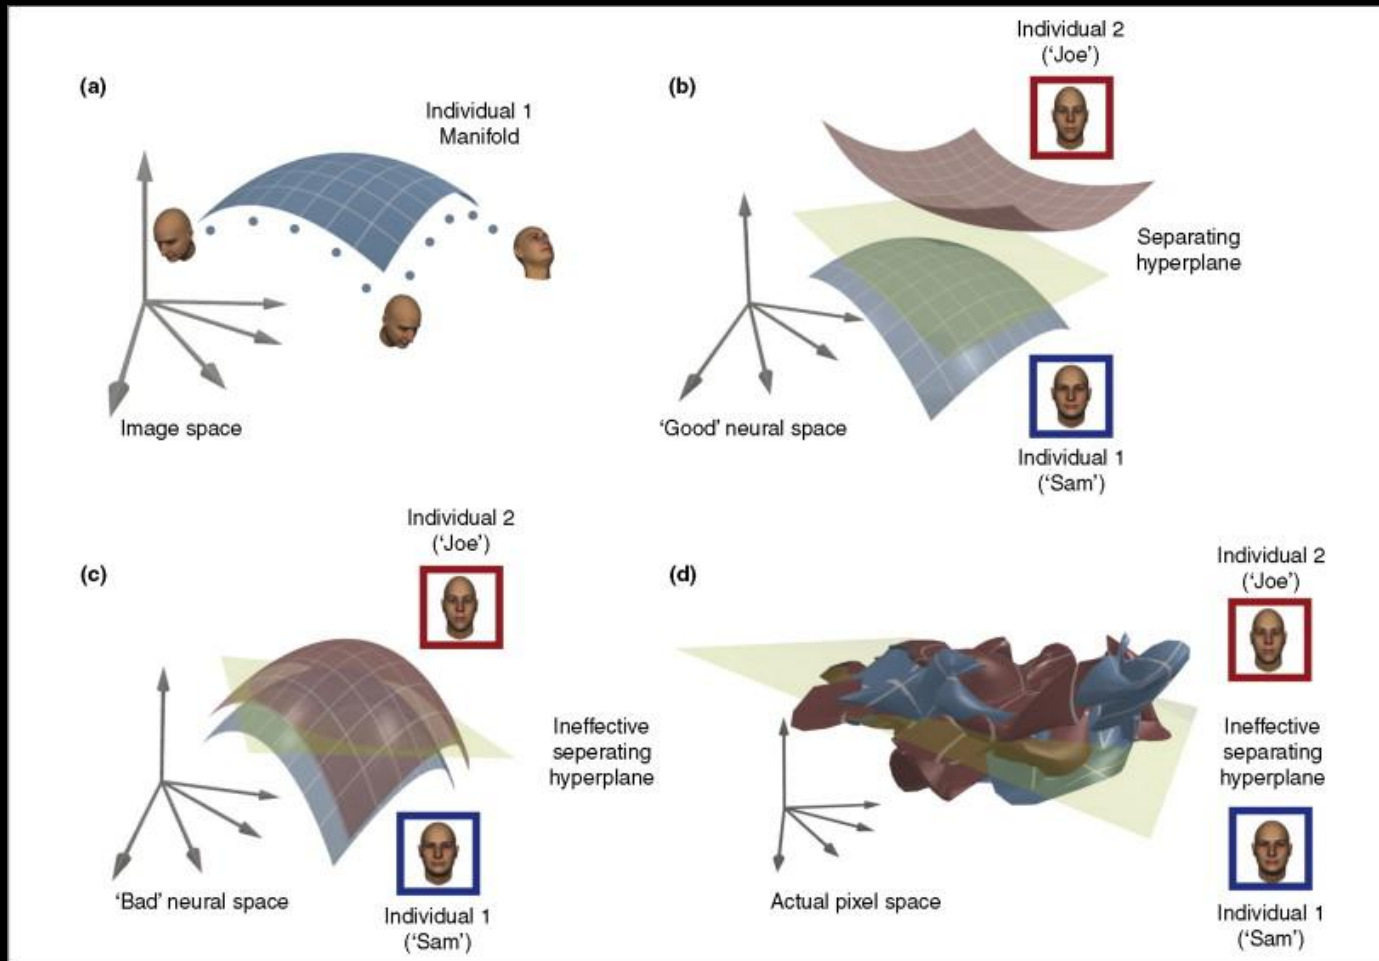 (a)
Individual 1
Manifold
Image space
(b)
Individual 2
('Joe')
Separating
hyperplane
'Good' neural space
Individual 1
('Sam')
(c)
Individual 2
('Joe')
Ineffective
seperating
hyperplane
'Bad' neural space
Individual 1
('Sam')
(d)
Individual 2
('Joe')
Ineffective
separating
hyperplane
Actual pixel space
Individual 1
('Sam')